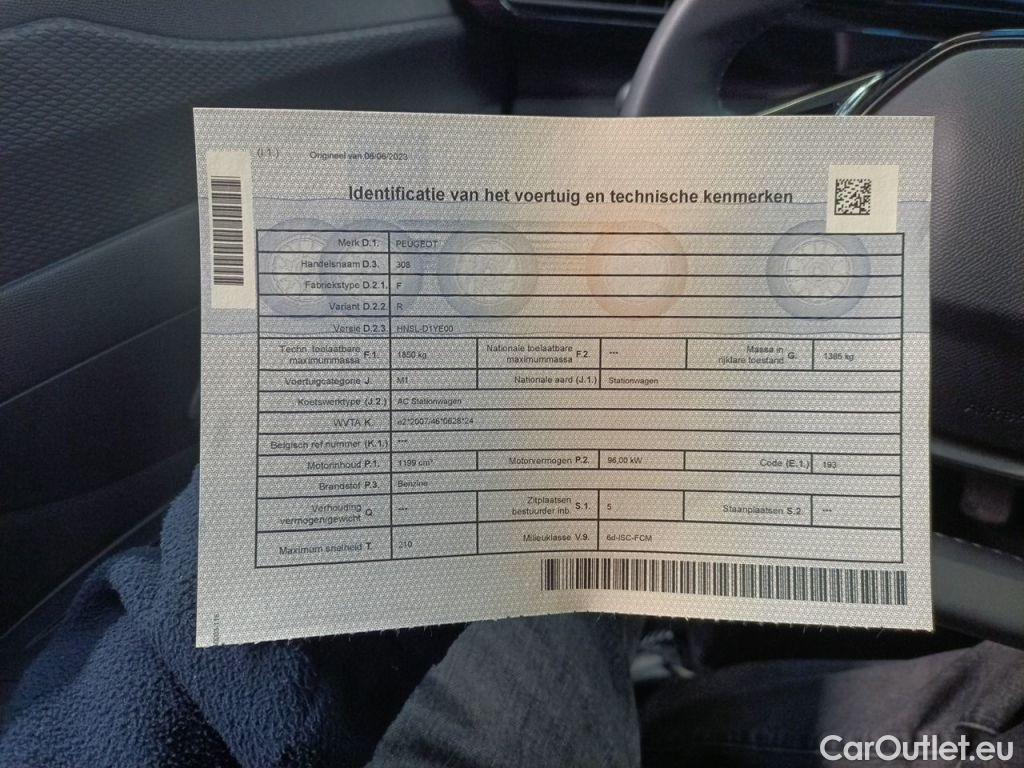 (I.1.) Origineel van 06/06/2023
Identificatie van het voertuig en technische kenmerken
Merk D.1. PEUGEOT
Handelsnaam D.3. 308
Fabriekstype D.2.1. F
Variant D.2.2. R
Versie D.2.3. HNSL-D1YE00
Techn. toelaatbare maximummassa F.1. 1850 kg Nationale toelaatbare maximummassa F.2. --- Massa in rijklare toestand G. 1385 kg
Voertuigcategorie J. M1 Nationale aard (J.1.) Stationwagen
Koetswerktype (J.2.) AC Stationwagen
WVTA K. e2*2007/46*0628*24
Belgisch ref.nummer (K.1.) ---
Motorinhoud P.1. 1199 cm³ Motorvermogen P.2. 96,00 kW Code (E.1.) 193
Brandstof P.3. Benzine
Verhouding vermogen/gewicht Q. --- Zitplaatsen bestuurder inb. S.1. 5 Staanplaatsen S.2. ---
Maximum snelheid T. 210 Milieuklasse V.9. 6d-ISC-FCM
CarOutlet.eu